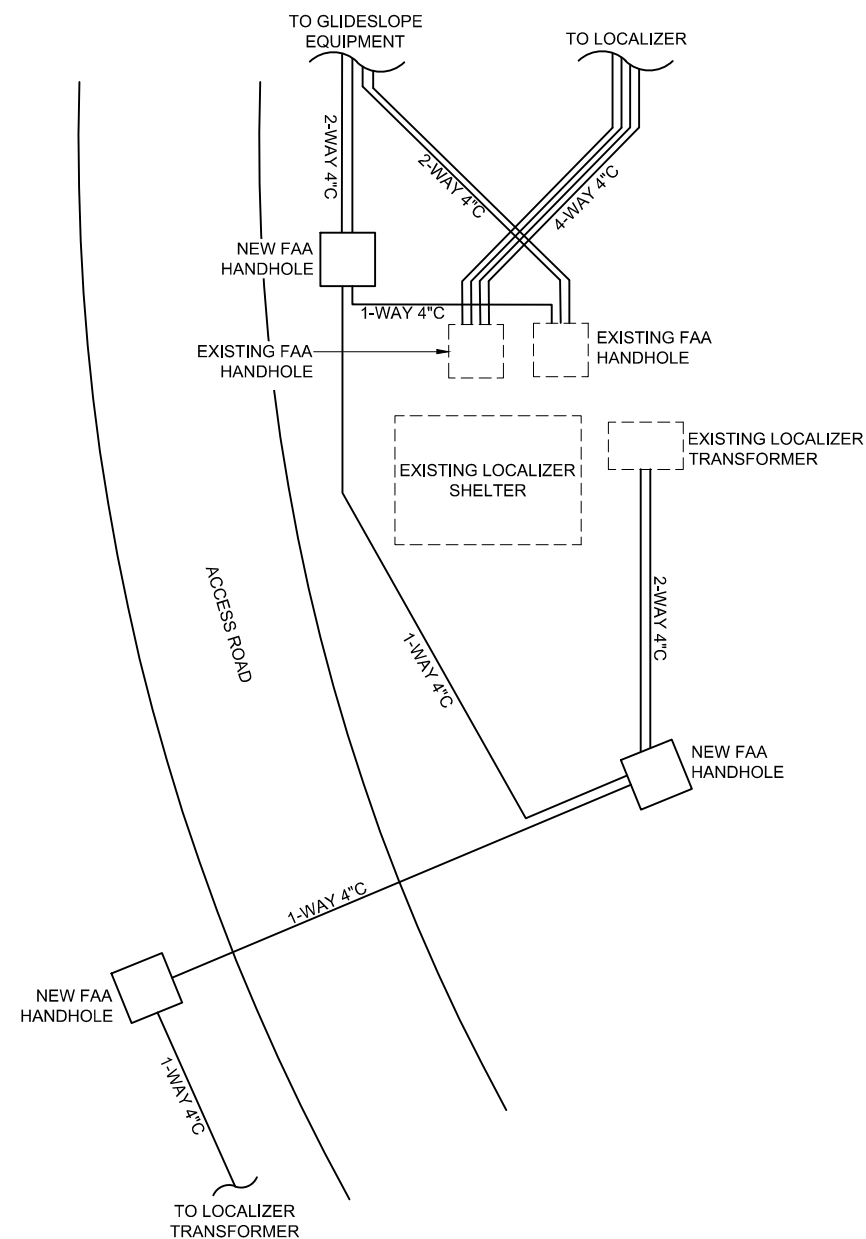 TO GLIDESLOPE
EQUIPMENT
TO LOCALIZER
2-WAY 4"C
2-WAY 4"C
4-WAY 4"C
NEW FAA
HANDHOLE
1-WAY 4"C
EXISTING FAA
HANDHOLE
EXISTING FAA
HANDHOLE
EXISTING LOCALIZER
TRANSFORMER
EXISTING LOCALIZER
SHELTER
ACCESS ROAD
1-WAY 4"C
2-WAY 4"C
NEW FAA
HANDHOLE
1-WAY 4"C
NEW FAA
HANDHOLE
1-WAY 4"C
TO LOCALIZER
TRANSFORMER